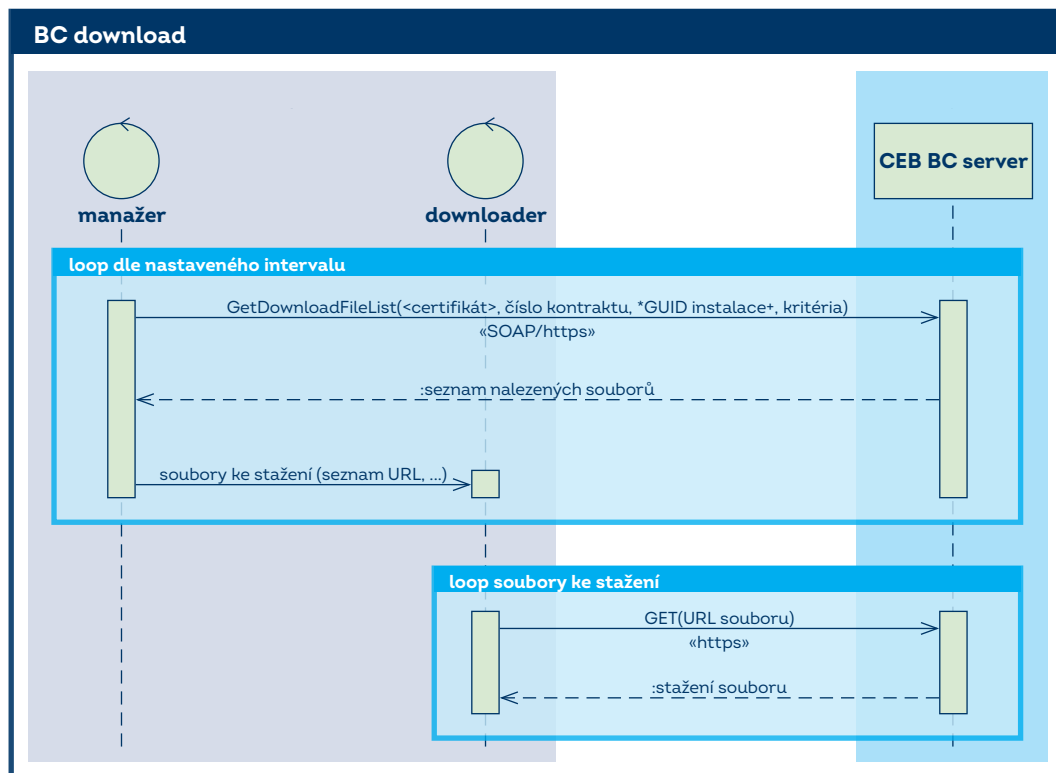 BC download
manažer
downloader
CEB BC server
loop dle nastaveného intervalu
GetDownloadFileList(<certifikát>, číslo kontraktu, *GUID instalace+, kritéria)
«SOAP/https»
:seznam nalezených souborů
soubory ke stažení (seznam URL, ...)
loop soubory ke stažení
GET(URL souboru)
«https»
:stažení souboru